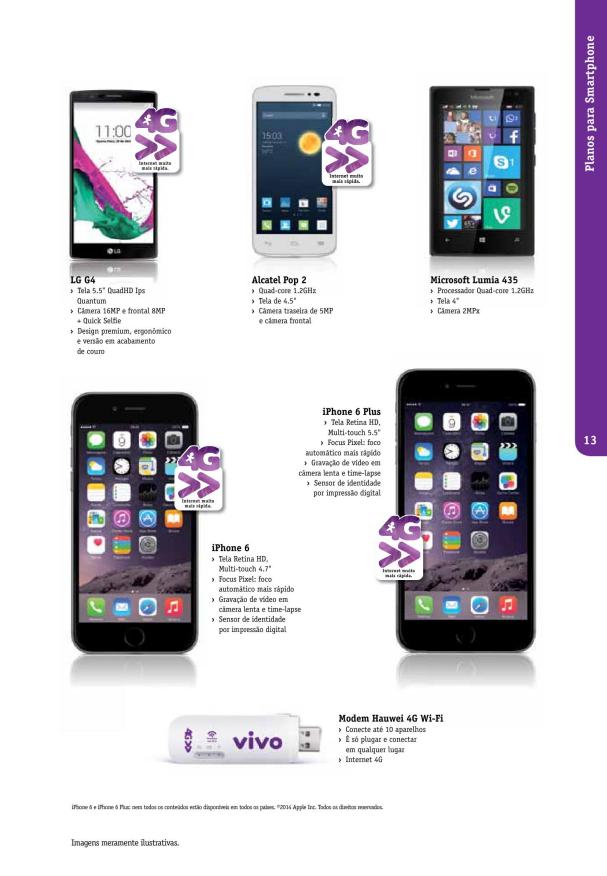 Planos para Smartphone
11:00
4G
Internet muito
mais rápida.
LG
15:03
4G
Internet muito
mais rápida.
Microsoft
LG G4
› Tela 5.5" QuadHD Ips
Quantum
› Câmera 16MP e frontal 8MP
+ Quick Selfie
› Design premium, ergonômico
e versão em acabamento
de couro
Alcatel Pop 2
› Quad-core 1.2GHz
› Tela de 4.5"
› Câmera traseira de 5MP
e câmera frontal
Microsoft Lumia 435
› Processador Quad-core 1.2GHz
› Tela 4"
› Câmera 2MPx
13
4G
Internet muito
mais rápida.
iPhone 6 Plus
› Tela Retina HD,
Multi-touch 5.5"
› Focus Pixel: foco
automático mais rápido
› Gravação de vídeo em
câmera lenta e time-lapse
› Sensor de identidade
por impressão digital
4G
Internet muito
mais rápida.
iPhone 6
› Tela Retina HD,
Multi-touch 4.7"
› Focus Pixel: foco
automático mais rápido
› Gravação de vídeo em
câmera lenta e time-lapse
› Sensor de identidade
por impressão digital
vivo
Modem Hauwei 4G Wi-Fi
› Conecte até 10 aparelhos
› É só plugar e conectar
em qualquer lugar
› Internet 4G
iPhone 6 e iPhone 6 Plus: nem todos os conteúdos estão disponíveis em todos os países. ©2014 Apple Inc. Todos os direitos reservados.
Imagens meramente ilustrativas.